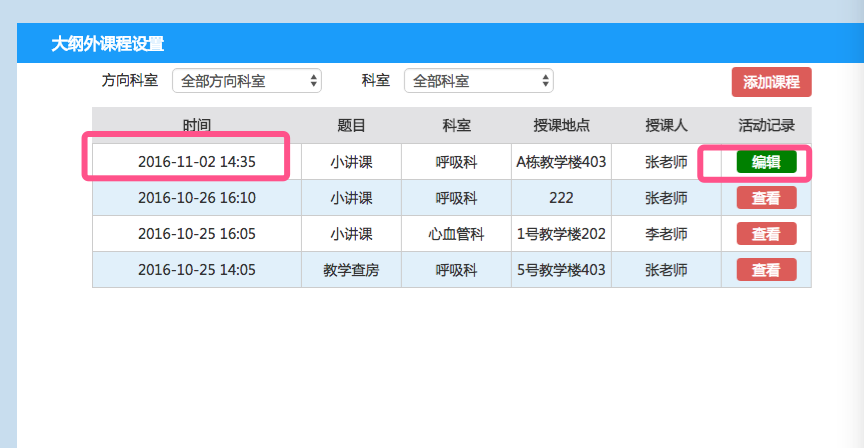 大纲外课程设置
方向科室 全部方向科室 科室 全部科室 添加课程
时间 题目 科室 授课地点 授课人 活动记录
2016-11-02 14:35 小讲课 呼吸科 A栋教学楼403 张老师 编辑
2016-10-26 16:10 小讲课 呼吸科 222 张老师 查看
2016-10-25 16:05 小讲课 心血管科 1号教学楼202 李老师 查看
2016-10-25 14:05 教学查房 呼吸科 5号教学楼403 张老师 查看